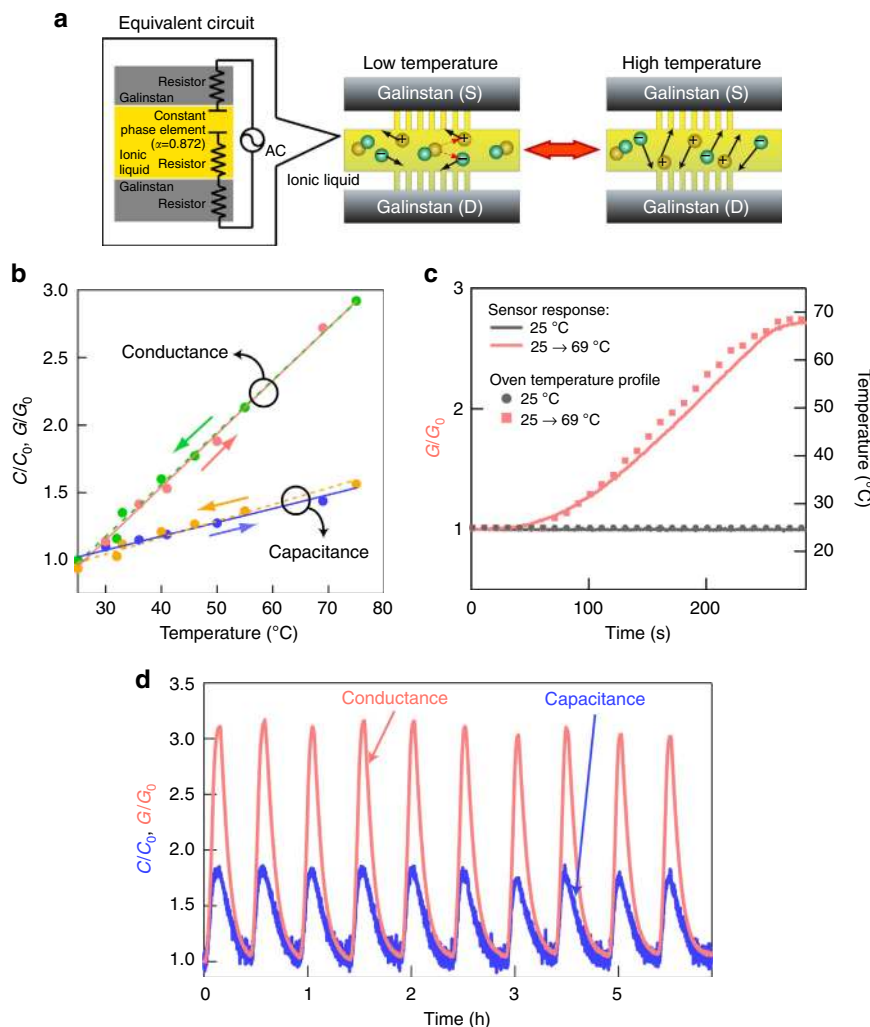 a
Equivalent circuit
Resistor
Galinstan
Constant
phase element
(α=0.872)
Ionic
liquid
Resistor
Galinstan
Resistor
AC
Low temperature
Galinstan (S)
+
+
−
−
Ionic liquid
Galinstan (D)
High temperature
Galinstan (S)
−
+
−
+
−
Galinstan (D)
b
C/C0, G/G0
3.0
2.5
2.0
1.5
1.0
Conductance
Capacitance
30 40 50 60 70 80
Temperature (°C)
c
G/G0
3
2
1
Sensor response:
25 °C
25 → 69 °C
Oven temperature profile
25 °C
25 → 69 °C
70
60
50
40
30
20
Temperature (°C)
0 100 200
Time (s)
d
C/C0, G/G0
3.5
3.0
2.5
2.0
1.5
1.0
Conductance
Capacitance
0 1 2 3 5
Time (h)